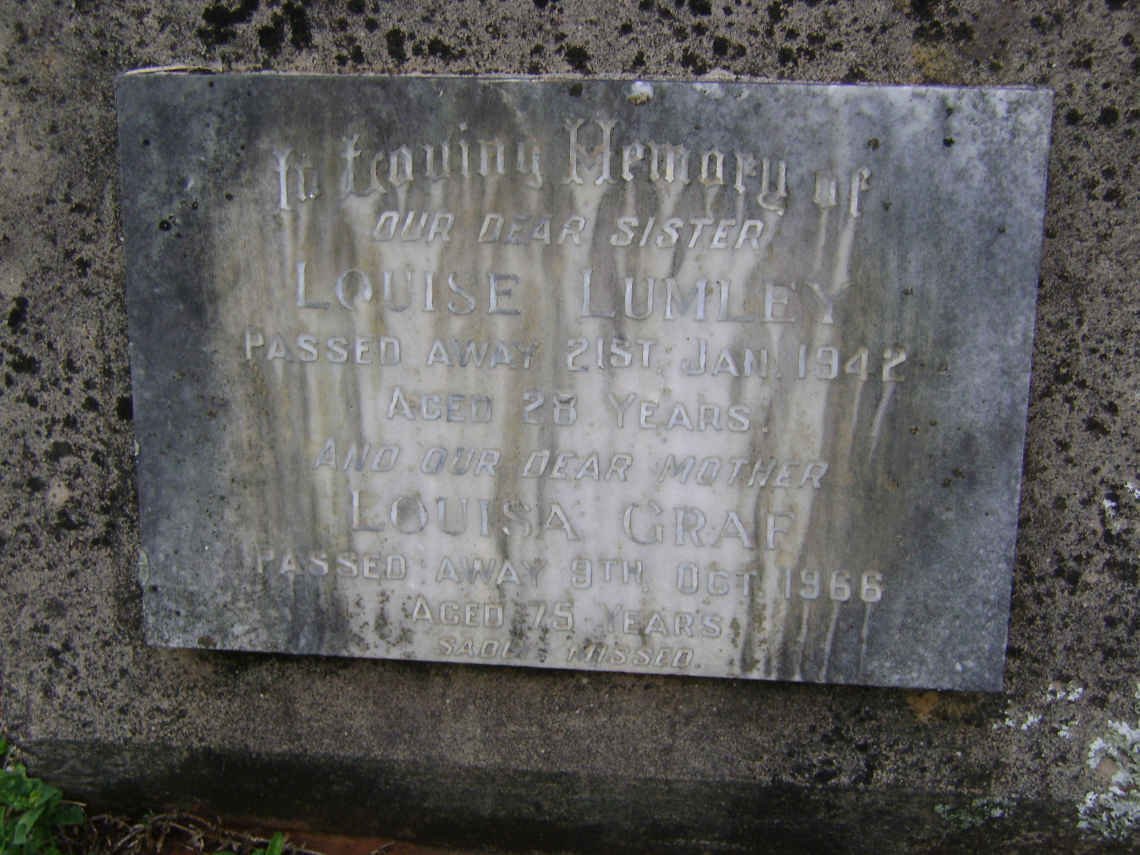 In Loving Memory of
OUR DEAR SISTER
LOUISE LUMLEY
PASSED AWAY 21ST JAN. 1942
AGED 28 YEARS.
AND OUR DEAR MOTHER
LOUISA GRAF
PASSED AWAY 9TH OCT. 1966
AGED 75 YEARS
SADLY MISSED.